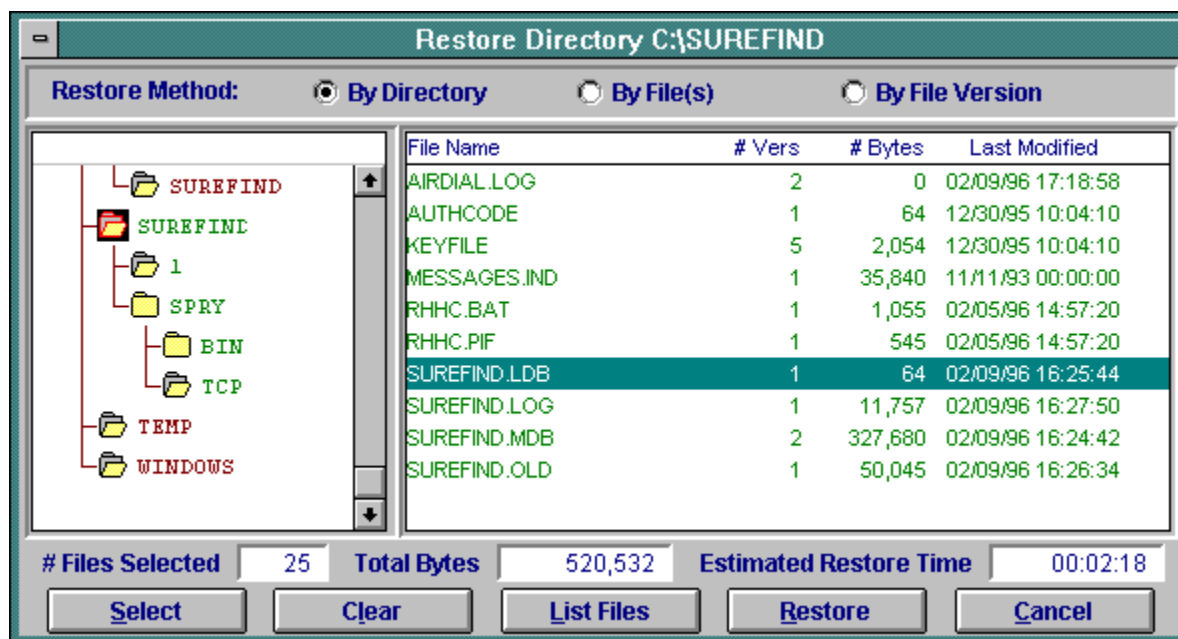 Restore Directory C:\SUREFIND
Restore Method: By Directory By File(s) By File Version
SUREFIND
SUREFIND
1
SPRY
BIN
TCP
TEMP
WINDOWS
File Name # Vers # Bytes Last Modified
AIRDIAL.LOG 2 0 02/09/96 17:18:58
AUTHCODE 1 64 12/30/95 10:04:10
KEYFILE 5 2,054 12/30/95 10:04:10
MESSAGES.IND 1 35,840 11/11/93 00:00:00
RHHC.BAT 1 1,055 02/05/96 14:57:20
RHHC.PIF 1 545 02/05/96 14:57:20
SUREFIND.LDB 1 64 02/09/96 16:25:44
SUREFIND.LOG 1 11,757 02/09/96 16:27:50
SUREFIND.MDB 2 327,680 02/09/96 16:24:42
SUREFIND.OLD 1 50,045 02/09/96 16:26:34
# Files Selected 25 Total Bytes 520,532 Estimated Restore Time 00:02:18
Select Clear List Files Restore Cancel